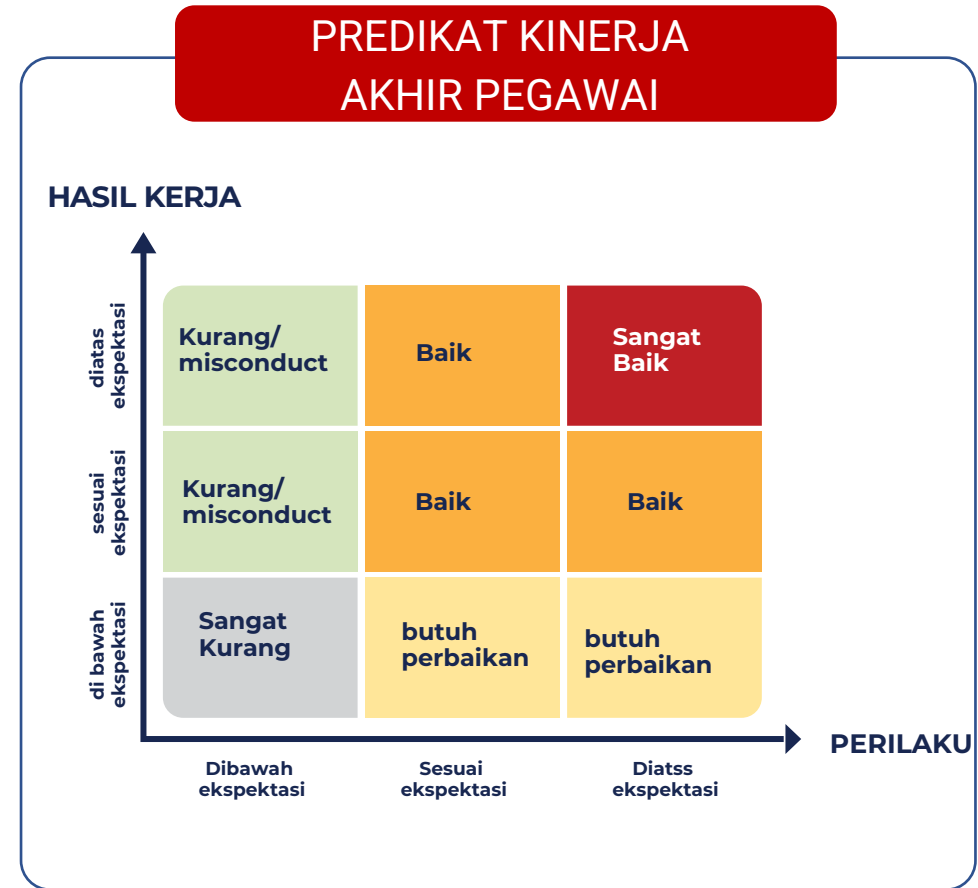 PREDIKAT KINERJA
AKHIR PEGAWAI
HASIL KERJA
diatas
ekspektasi
Kurang/
misconduct
Baik
Sangat
Baik
sesuai
ekspektasi
Kurang/
misconduct
Baik
Baik
di bawah
ekspektasi
Sangat
Kurang
butuh
perbaikan
butuh
perbaikan
PERILAKU
Dibawah
ekspektasi
Sesuai
ekspektasi
Diatss
ekspektasi